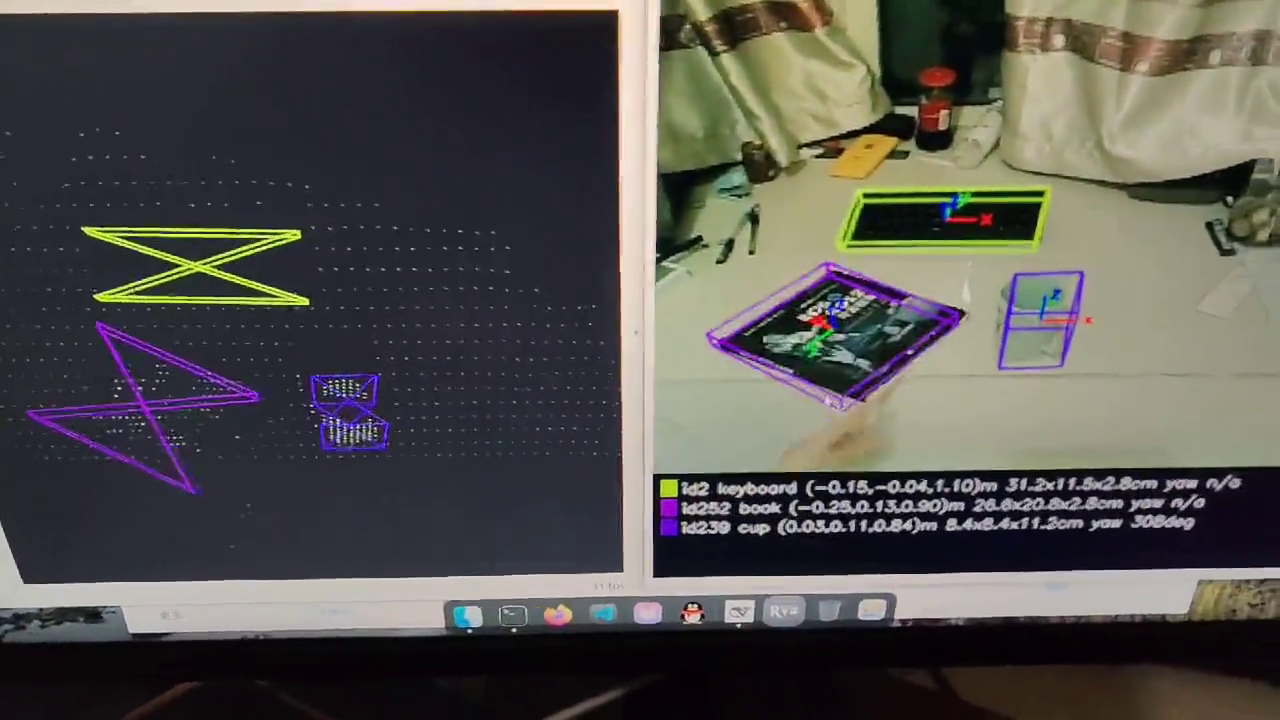 x
z
x
id2 keyboard (-0.15,-0.04,1.10)m 31.2x11.5x2.8cm yaw n/a
id252 book (-0.25,0.13,0.90)m 26.6x20.8x2.8cm yaw n/a
id239 cup (0.03,0.11,0.84)m 8.4x8.4x11.2cm yaw 308deg